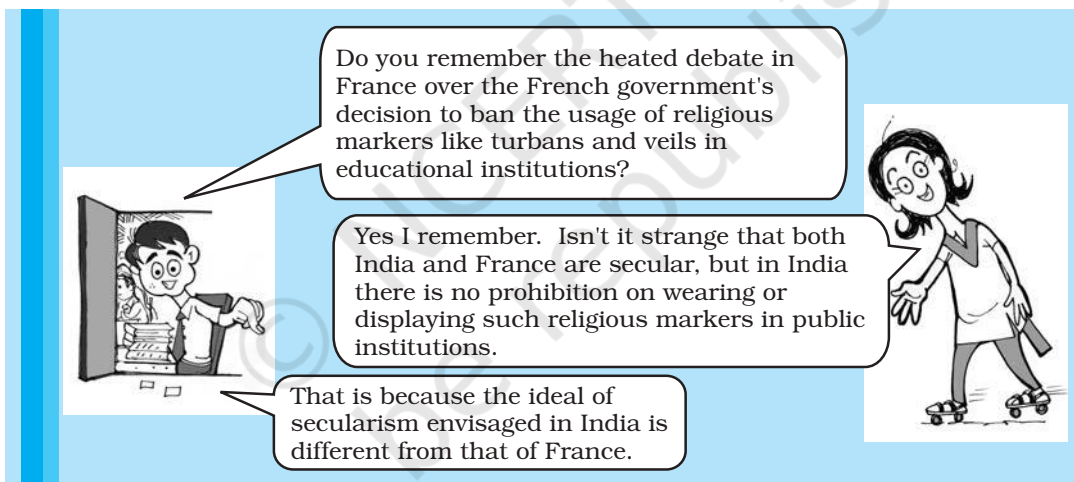 Do you remember the heated debate in
France over the French government's
decision to ban the usage of religious
markers like turbans and veils in
educational institutions?
Yes I remember. Isn't it strange that both
India and France are secular, but in India
there is no prohibition on wearing or
displaying such religious markers in public
institutions.
That is because the ideal of
secularism envisaged in India is
different from that of France.
© NCERT
be republis